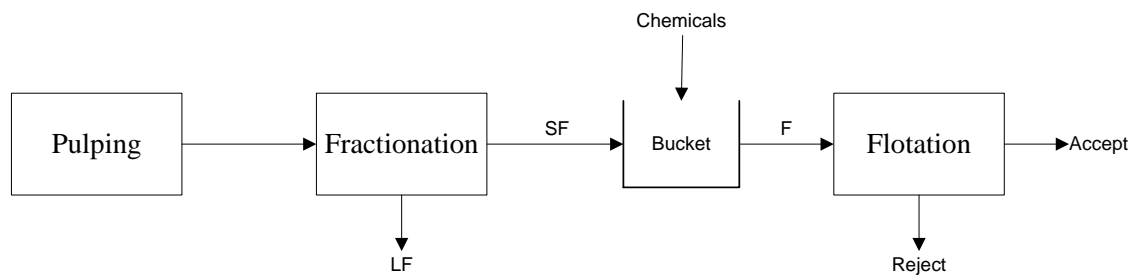 Chemicals
Pulping
Fractionation
SF
Bucket
F
Flotation
Accept
LF
Reject